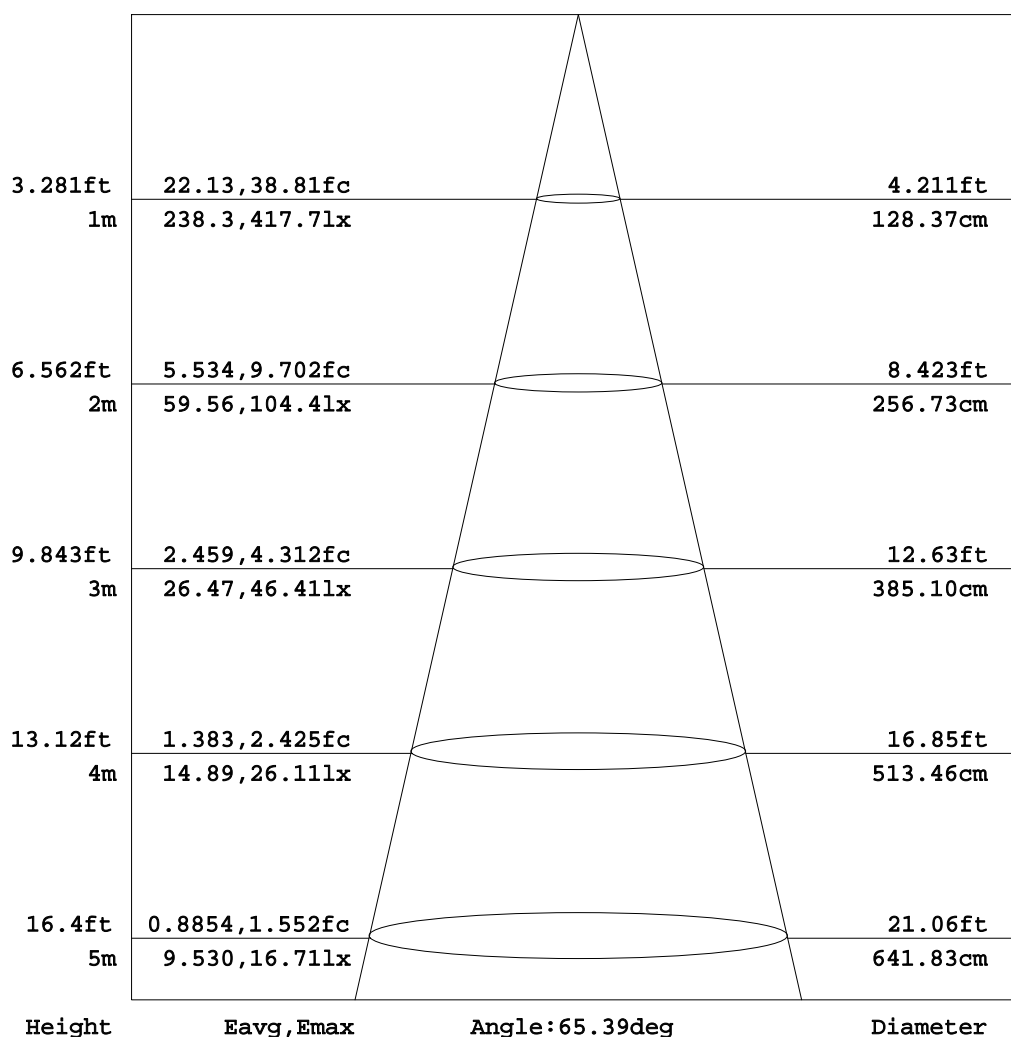 3.281ft 22.13,38.81fc 4.211ft
1m 238.3,417.7lx 128.37cm
6.562ft 5.534,9.702fc 8.423ft
2m 59.56,104.4lx 256.73cm
9.843ft 2.459,4.312fc 12.63ft
3m 26.47,46.41lx 385.10cm
13.12ft 1.383,2.425fc 16.85ft
4m 14.89,26.11lx 513.46cm
16.4ft 0.8854,1.552fc 21.06ft
5m 9.530,16.71lx 641.83cm
Height Eavg,Emax Angle:65.39deg Diameter